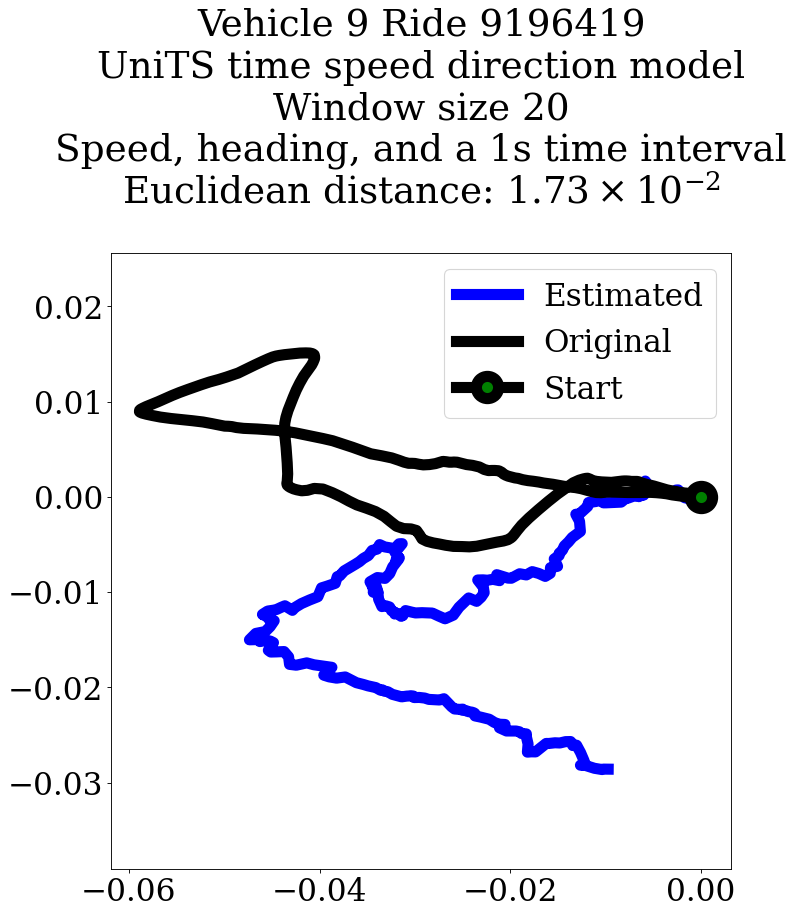 Vehicle 9 Ride 9196419
UniTS time speed direction model
Window size 20
Speed, heading, and a 1s time interval
Euclidean distance: 1.73 × 10⁻²
Estimated
Original
Start
0.02
0.01
0.00
−0.01
−0.02
−0.03
−0.06
−0.04
−0.02
0.00